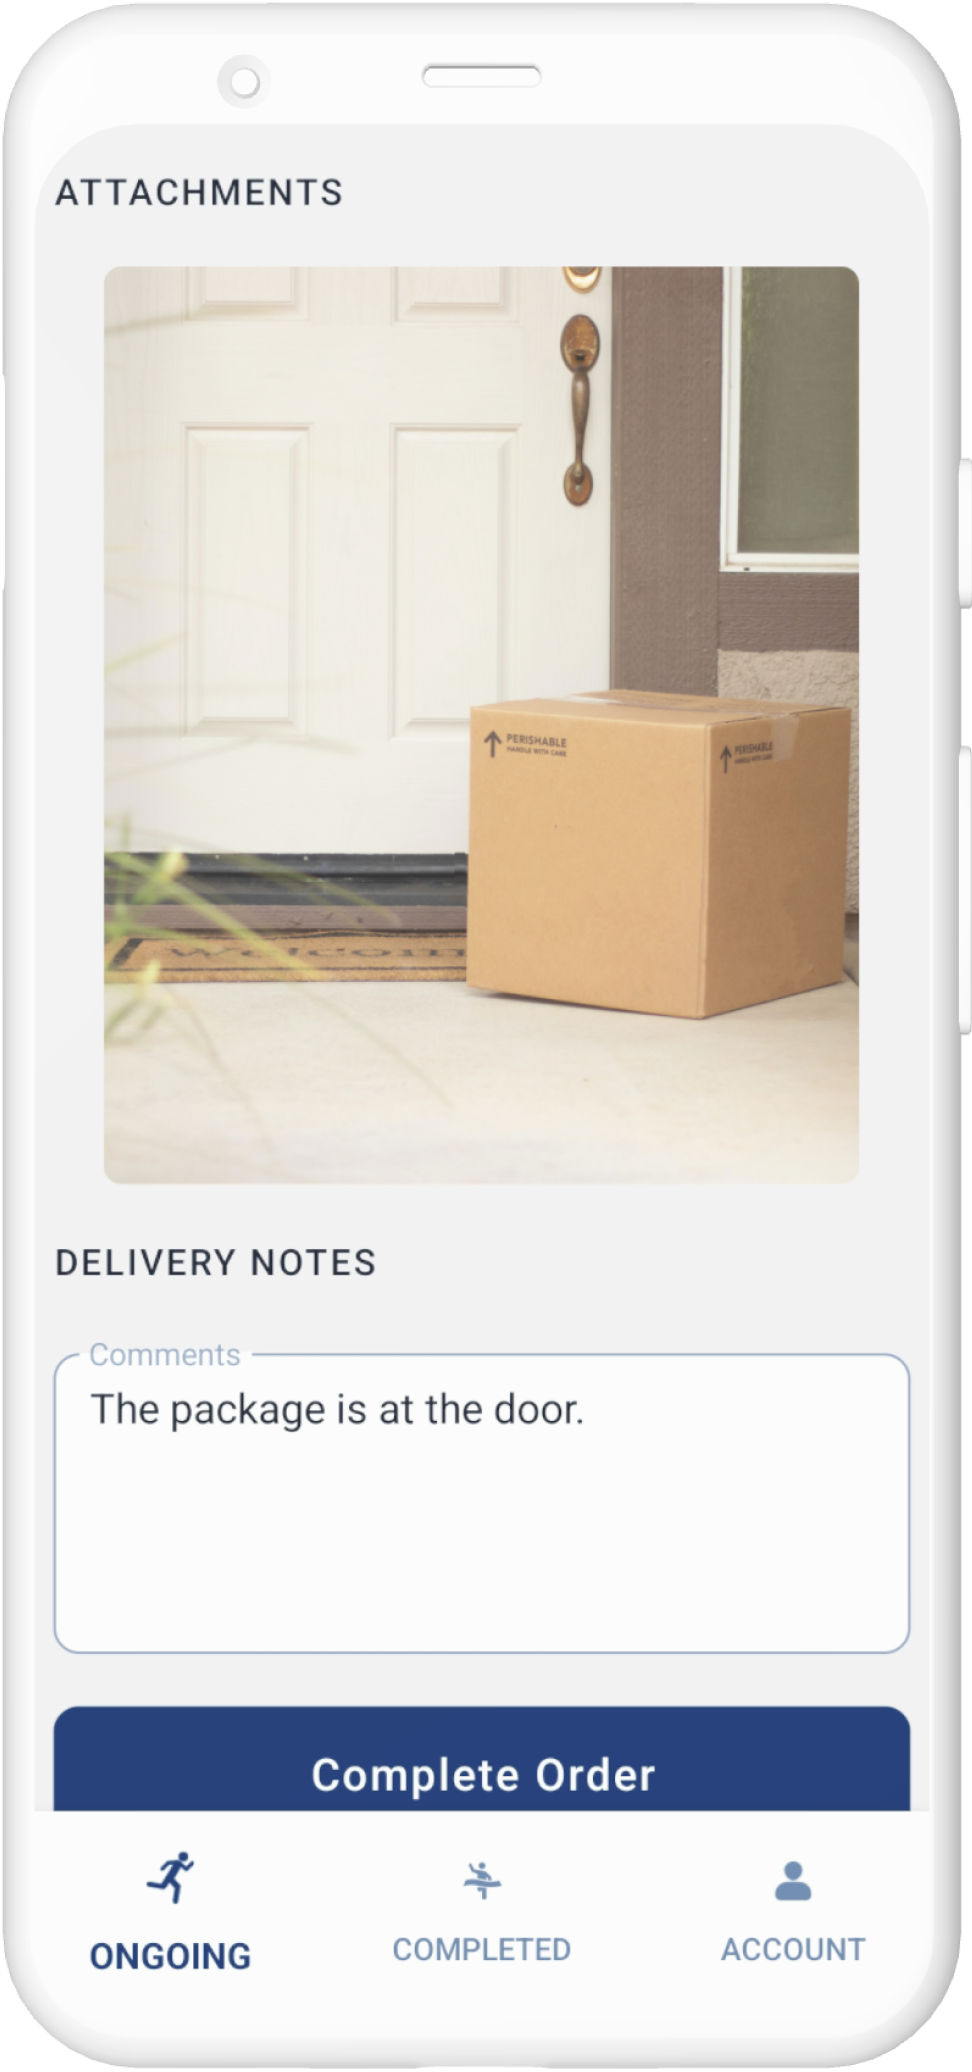 ATTACHMENTS
PERISHABLE
HANDLE WITH CARE
PERISHABLE
HANDLE WITH CARE
Welcom
DELIVERY NOTES
Comments
The package is at the door.
Complete Order
ONGOING
COMPLETED
ACCOUNT